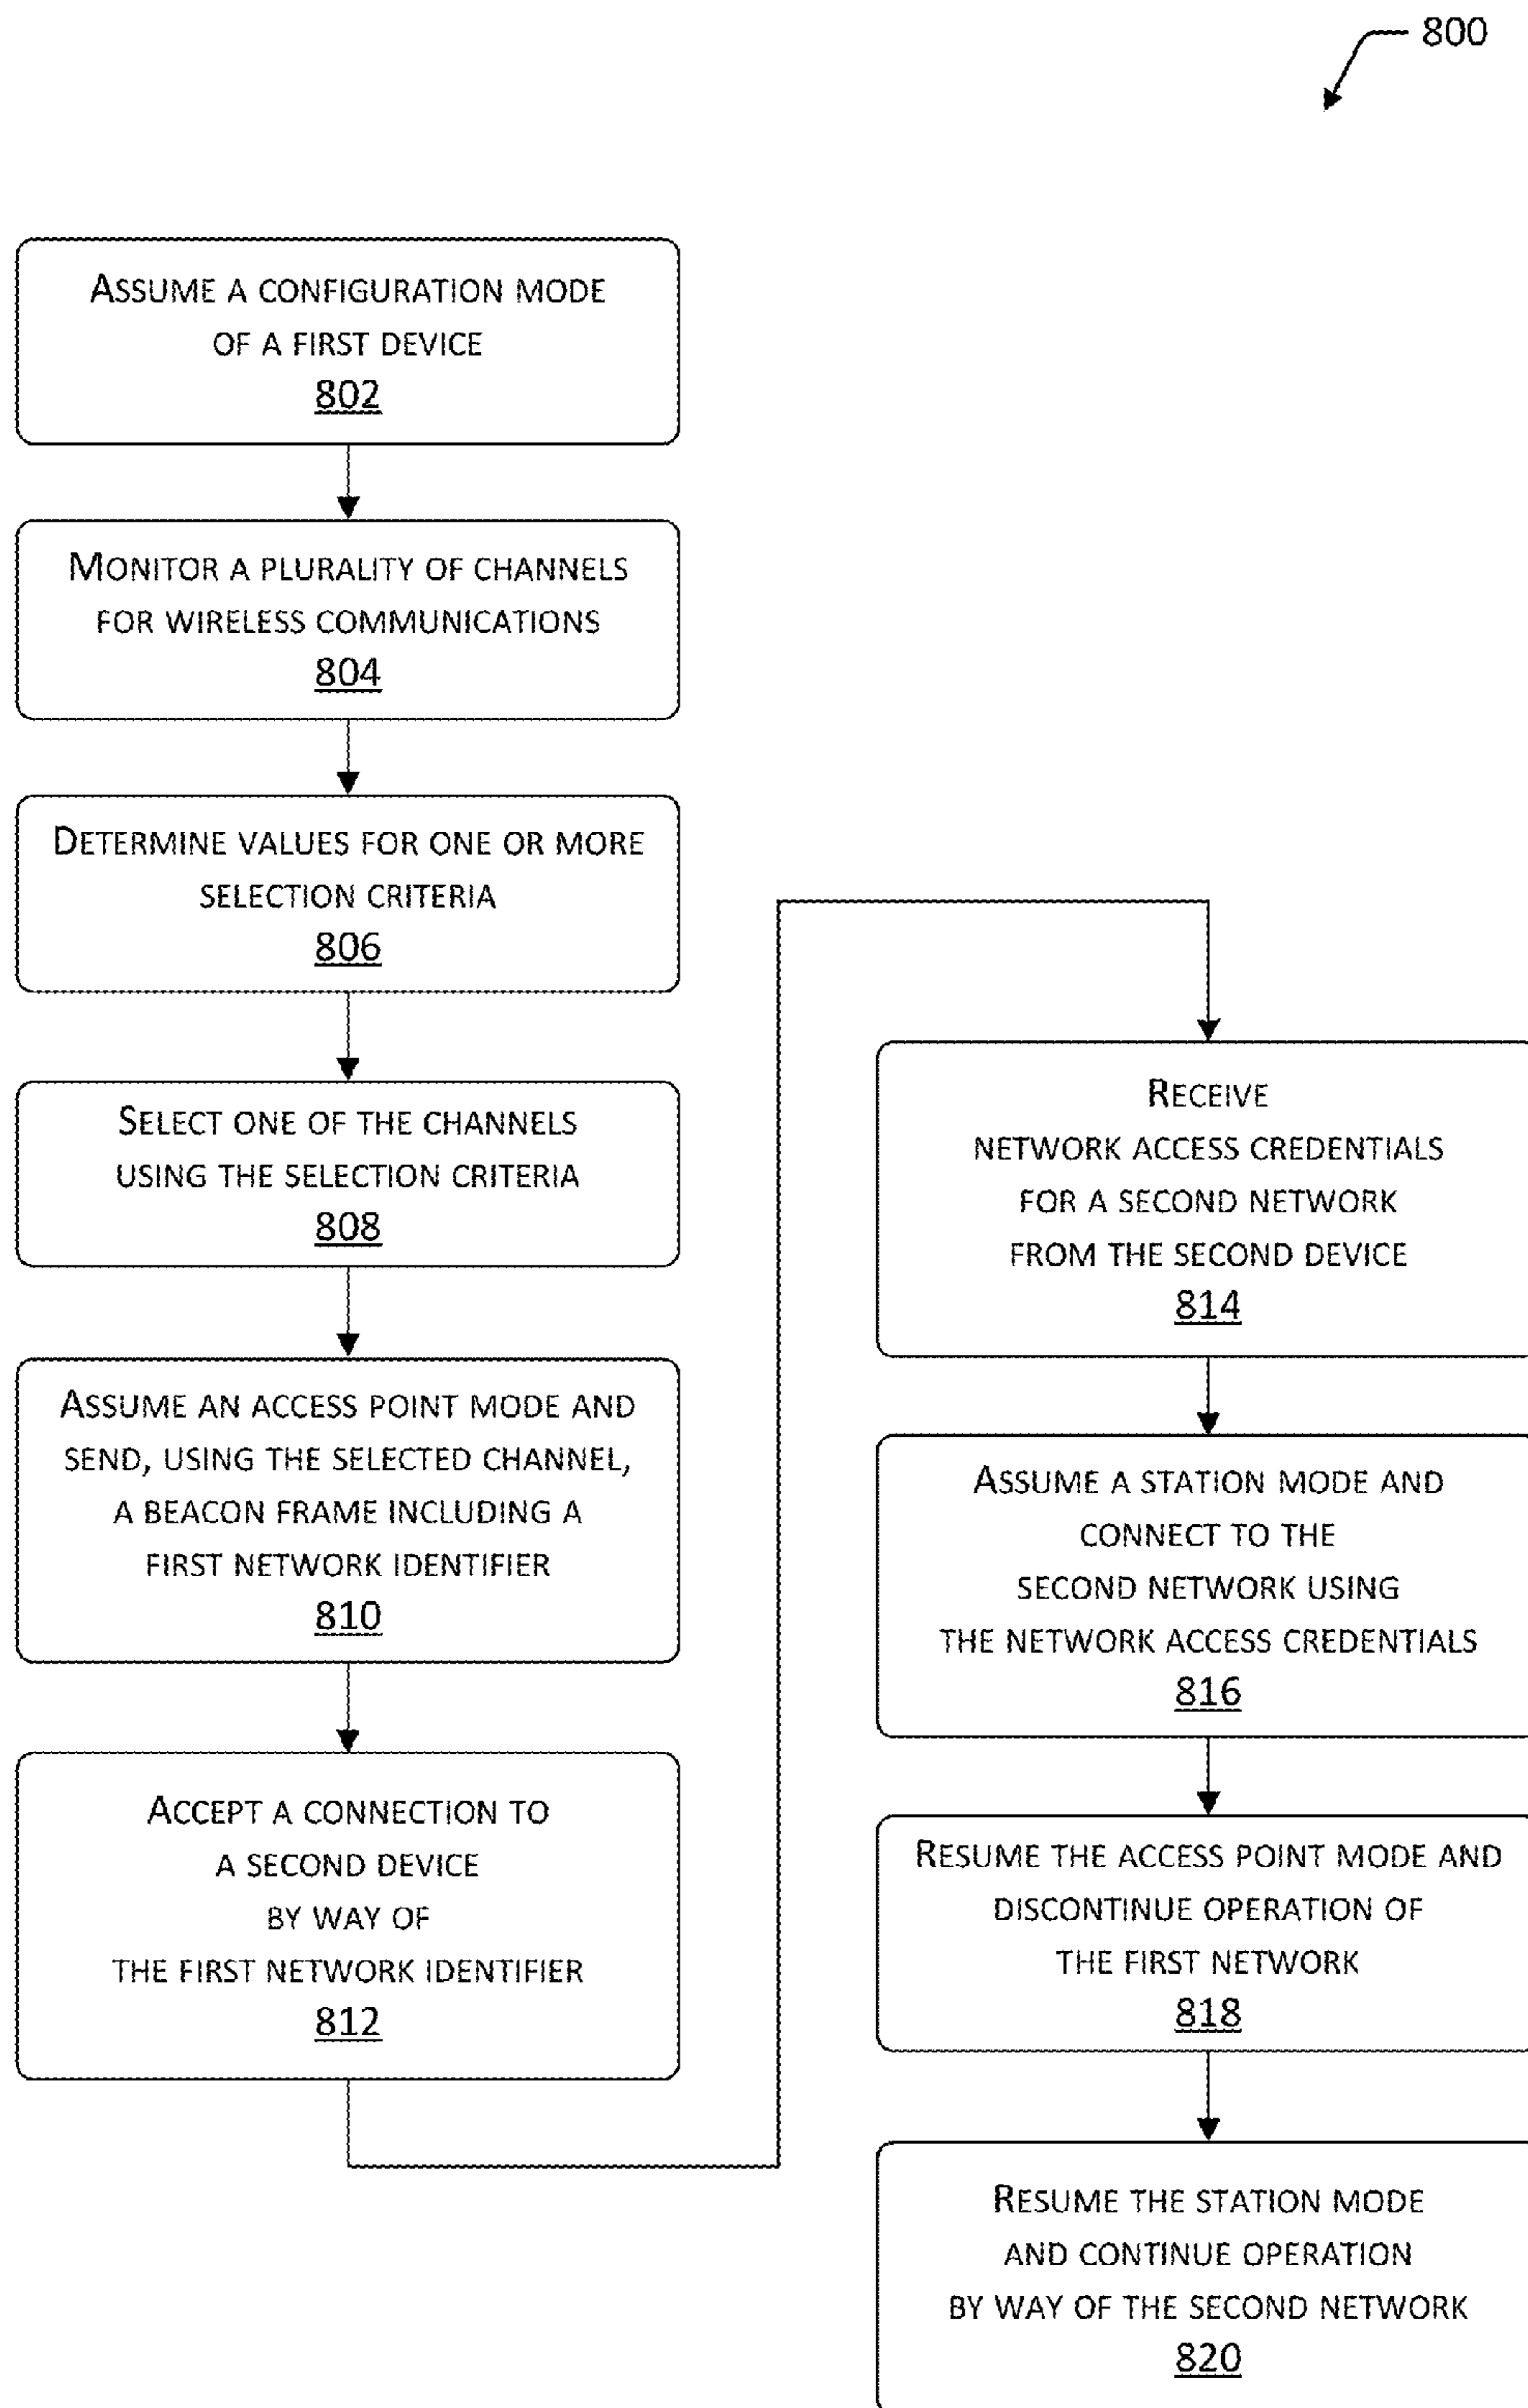 800
ASSUME A CONFIGURATION MODE
OF A FIRST DEVICE
802
MONITOR A PLURALITY OF CHANNELS
FOR WIRELESS COMMUNICATIONS
804
DETERMINE VALUES FOR ONE OR MORE
SELECTION CRITERIA
806
SELECT ONE OF THE CHANNELS
USING THE SELECTION CRITERIA
808
ASSUME AN ACCESS POINT MODE AND
SEND, USING THE SELECTED CHANNEL,
A BEACON FRAME INCLUDING A
FIRST NETWORK IDENTIFIER
810
ACCEPT A CONNECTION TO
A SECOND DEVICE
BY WAY OF
THE FIRST NETWORK IDENTIFIER
812
RECEIVE
NETWORK ACCESS CREDENTIALS
FOR A SECOND NETWORK
FROM THE SECOND DEVICE
814
ASSUME A STATION MODE AND
CONNECT TO THE
SECOND NETWORK USING
THE NETWORK ACCESS CREDENTIALS
816
RESUME THE ACCESS POINT MODE AND
DISCONTINUE OPERATION OF
THE FIRST NETWORK
818
RESUME THE STATION MODE
AND CONTINUE OPERATION
BY WAY OF THE SECOND NETWORK
820